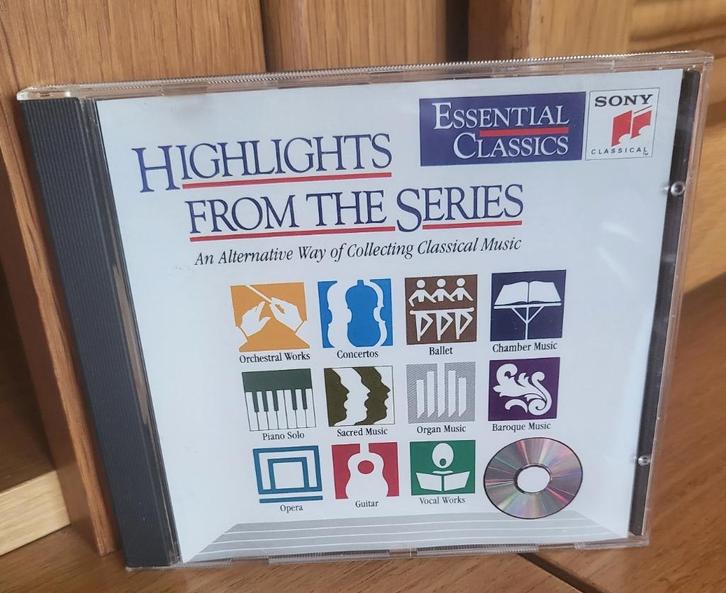 ESSENTIAL
CLASSICS
SONY
CLASSICAL™
HIGHLIGHTS
FROM THE SERIES
An Alternative Way of Collecting Classical Music
Orchestral Works
Concertos
Ballet
Chamber Music
Piano Solo
Sacred Music
Organ Music
Baroque Music
Opera
Guitar
Vocal Works